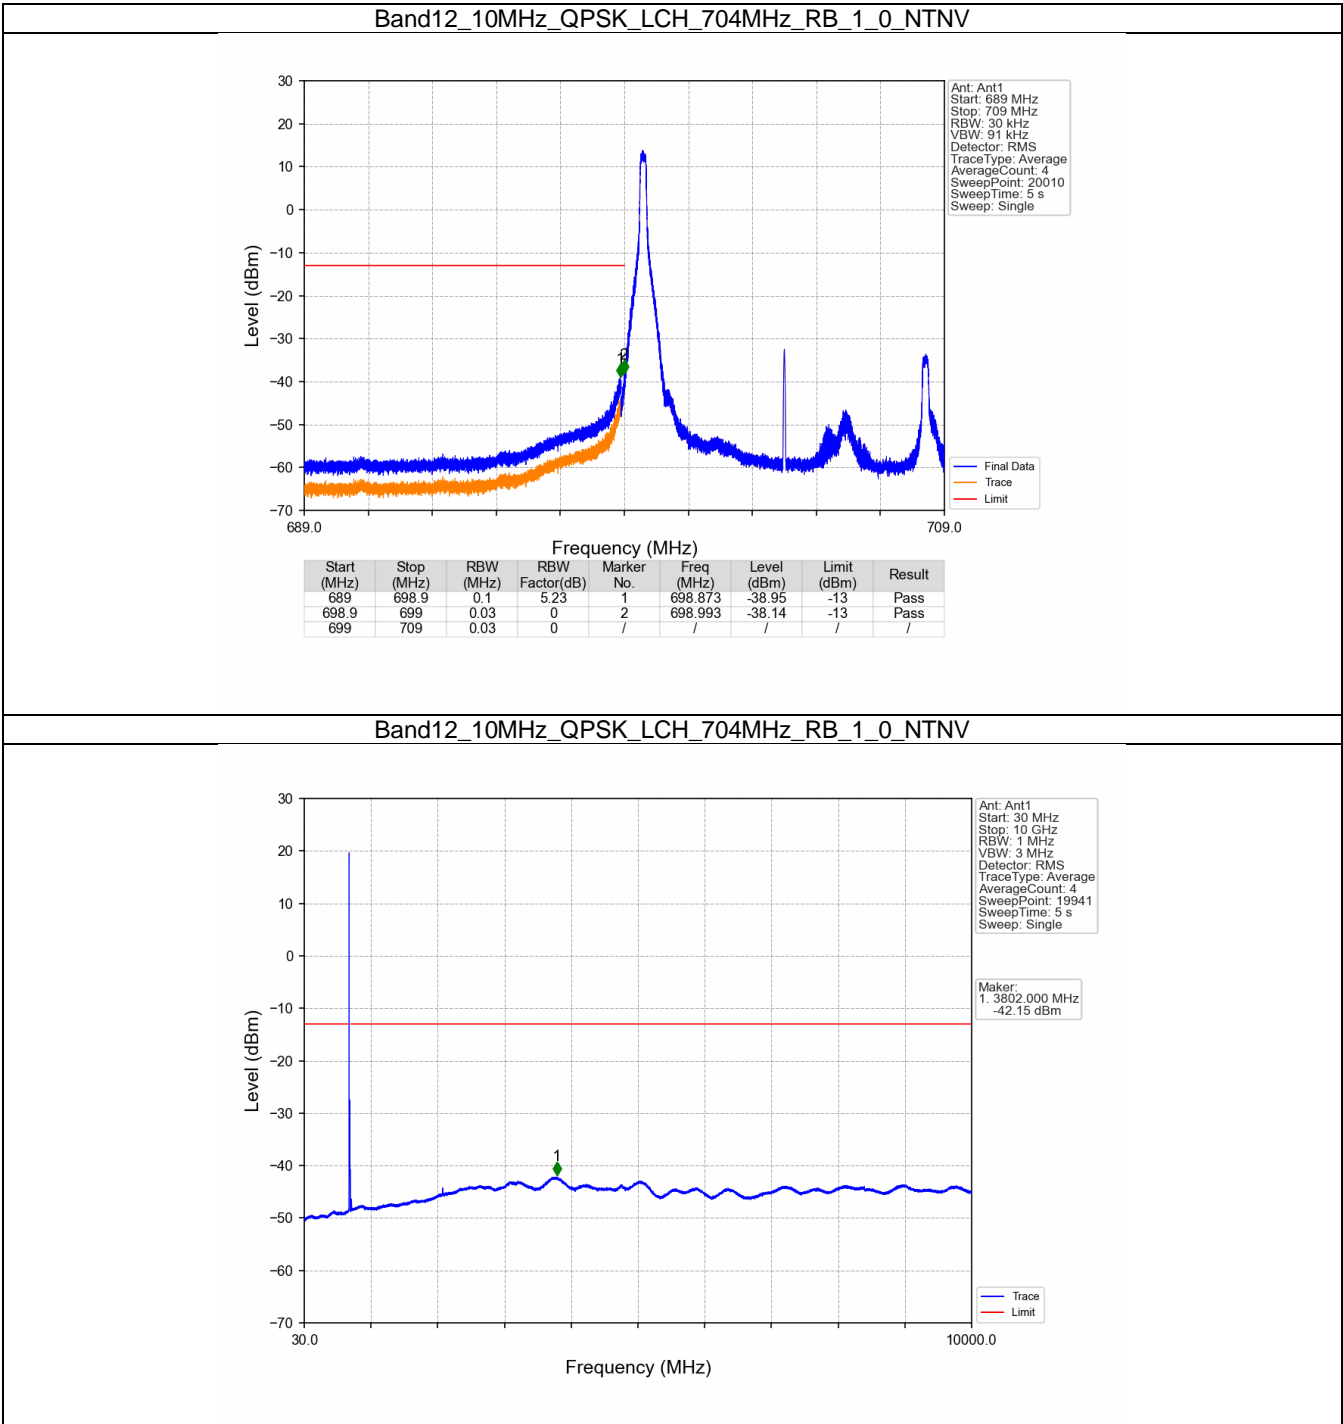 Band12_10MHz_QPSK_LCH_704MHz_RB_1_0_NTNV
30
20
10
0
−10
−20
−30
−40
−50
−60
−70
Level (dBm)
1 2
689.0 709.0
Frequency (MHz)
Ant: Ant1
Start: 689 MHz
Stop: 709 MHz
RBW: 30 kHz
VBW: 91 kHz
Detector: RMS
TraceType: Average
AverageCount: 4
SweepPoint: 20010
SweepTime: 5 s
Sweep: Single
Final Data
Trace
Limit
Start (MHz) Stop (MHz) RBW (MHz) RBW Factor(dB) Marker No. Freq (MHz) Level (dBm) Limit (dBm) Result
689 698.9 0.1 5.23 1 698.873 -38.95 -13 Pass
698.9 699 0.03 0 2 698.993 -38.14 -13 Pass
699 709 0.03 0 / / / / /
Band12_10MHz_QPSK_LCH_704MHz_RB_1_0_NTNV
30
20
10
0
−10
−20
−30
−40
−50
−60
−70
Level (dBm)
1
30.0 10000.0
Frequency (MHz)
Ant: Ant1
Start: 30 MHz
Stop: 10 GHz
RBW: 1 MHz
VBW: 3 MHz
Detector: RMS
TraceType: Average
AverageCount: 4
SweepPoint: 19941
SweepTime: 5 s
Sweep: Single
Maker:
1. 3802.000 MHz
-42.15 dBm
Trace
Limit